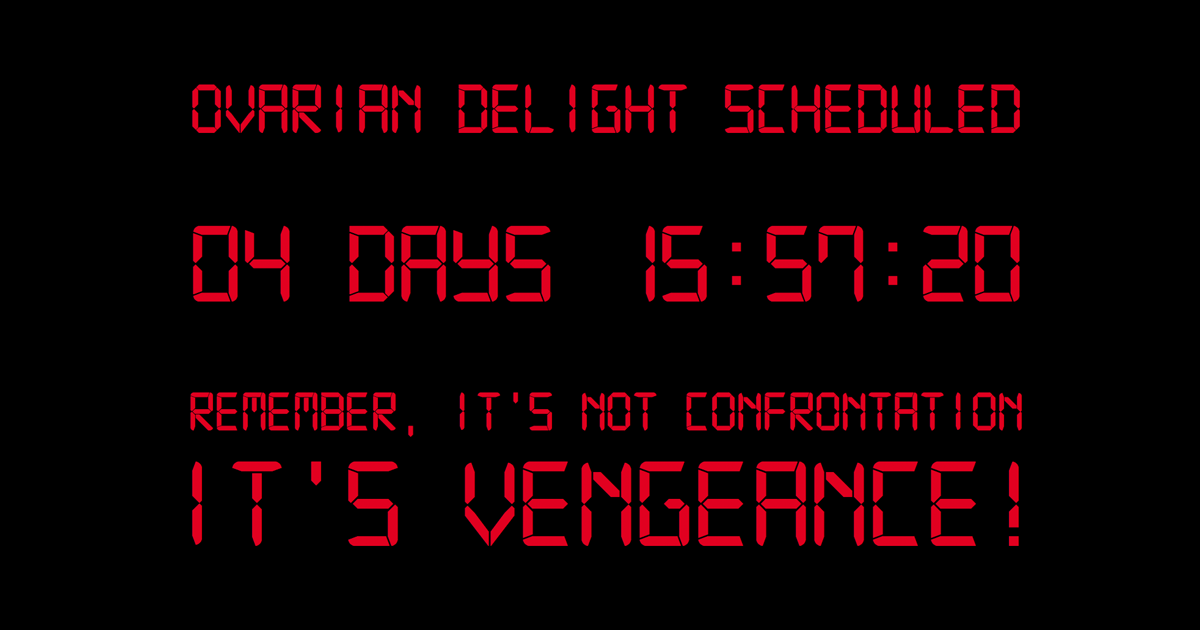 OVARIAN DELIGHT SCHEDULED
04 DAYS 15:57:20
REMEMBER, IT'S NOT CONFRONTATION
IT'S VENGEANCE!